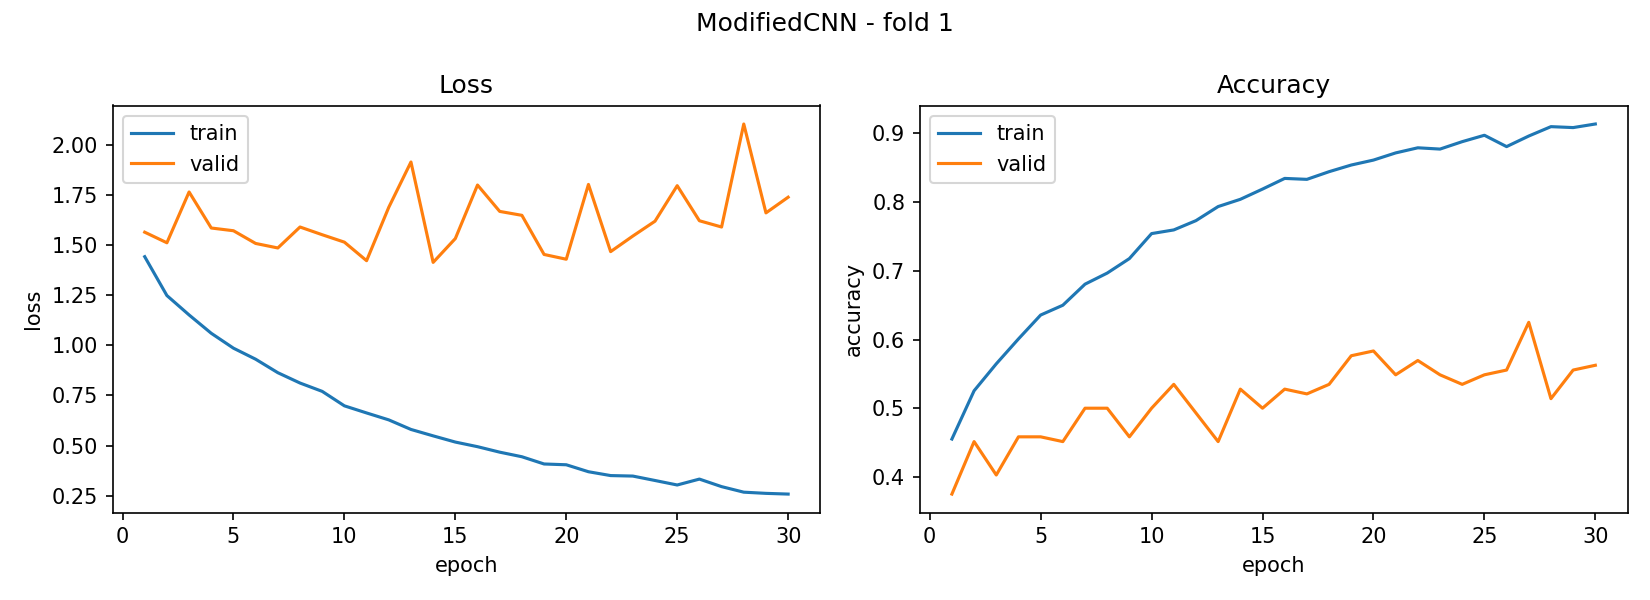 ModifiedCNN - fold 1
Loss
train
valid
2.00
1.75
1.50
1.25
1.00
0.75
0.50
0.25
loss
0 5 10 15 20 25 30
epoch
Accuracy
train
valid
0.9
0.8
0.7
0.6
0.5
0.4
accuracy
0 5 10 15 20 25 30
epoch